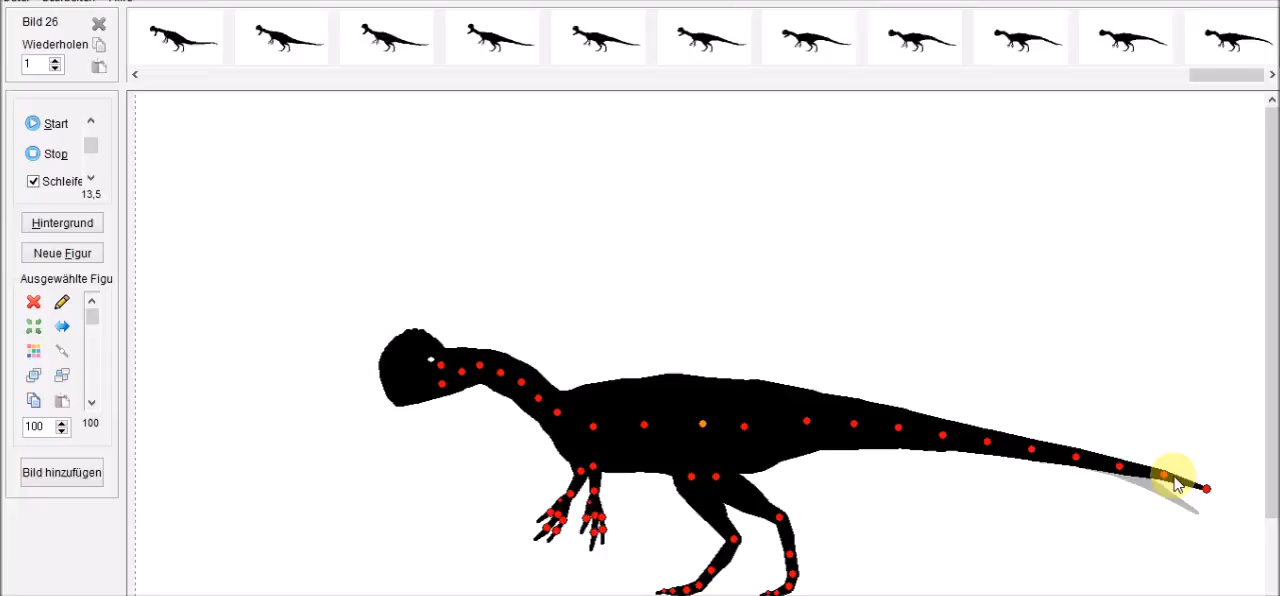 Bild 26
Wiederholen
1
Start
Stop
Schleife
13,5
Hintergrund
Neue Figur
Ausgewählte Figu
100
100
Bild hinzufügen